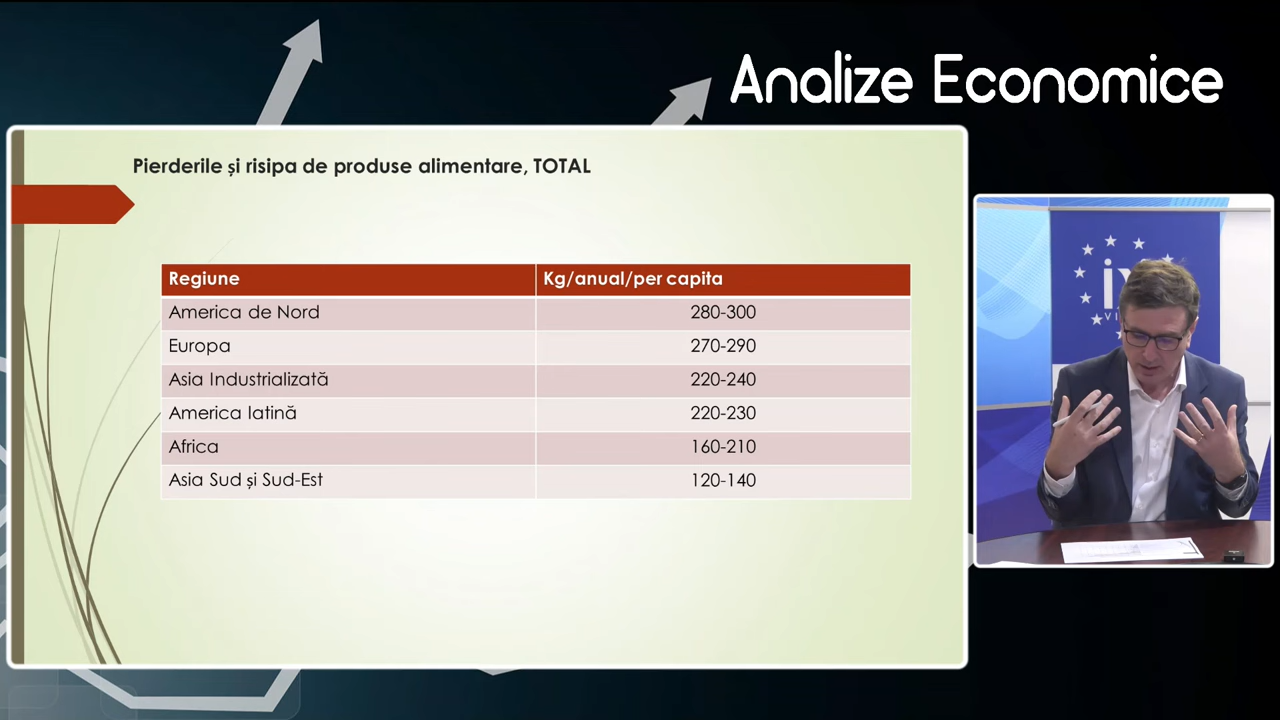 Analize Economice
Pierderile și risipa de produse alimentare, TOTAL
Regiune Kg/anual/per capita
America de Nord 280-300
Europa 270-290
Asia Industrializată 220-240
America latină 220-230
Africa 160-210
Asia Sud și Sud-Est 120-140